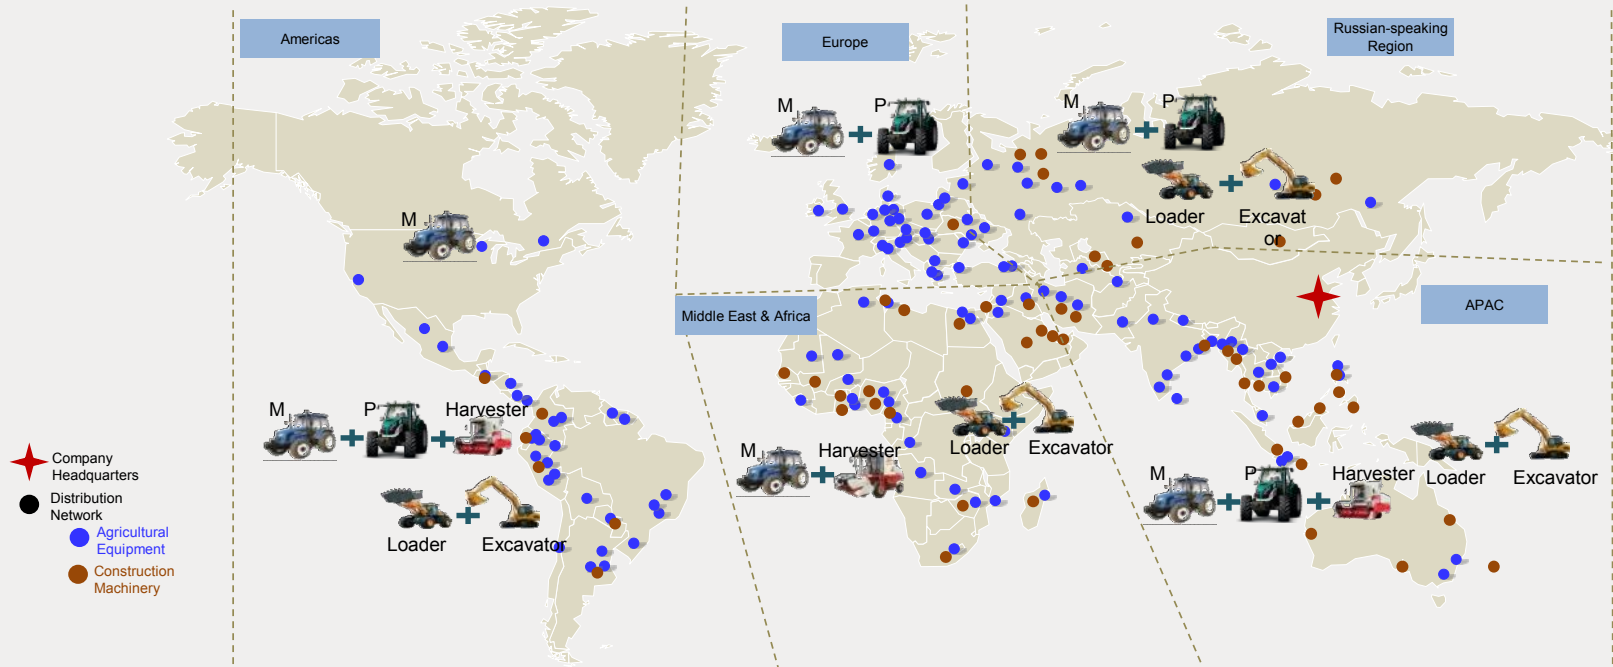 Americas
Europe
Russian-speaking
Region
M
P
M
P
M
Loader
Excavat
or
Middle East & Africa
APAC
M
P
Harvester
Loader
Excavator
M
Harvester
Loader
Excavator
Loader
Excavator
M
P
Harvester
Company
Headquarters
Distribution
Network
Agricultural
Equipment
Construction
Machinery